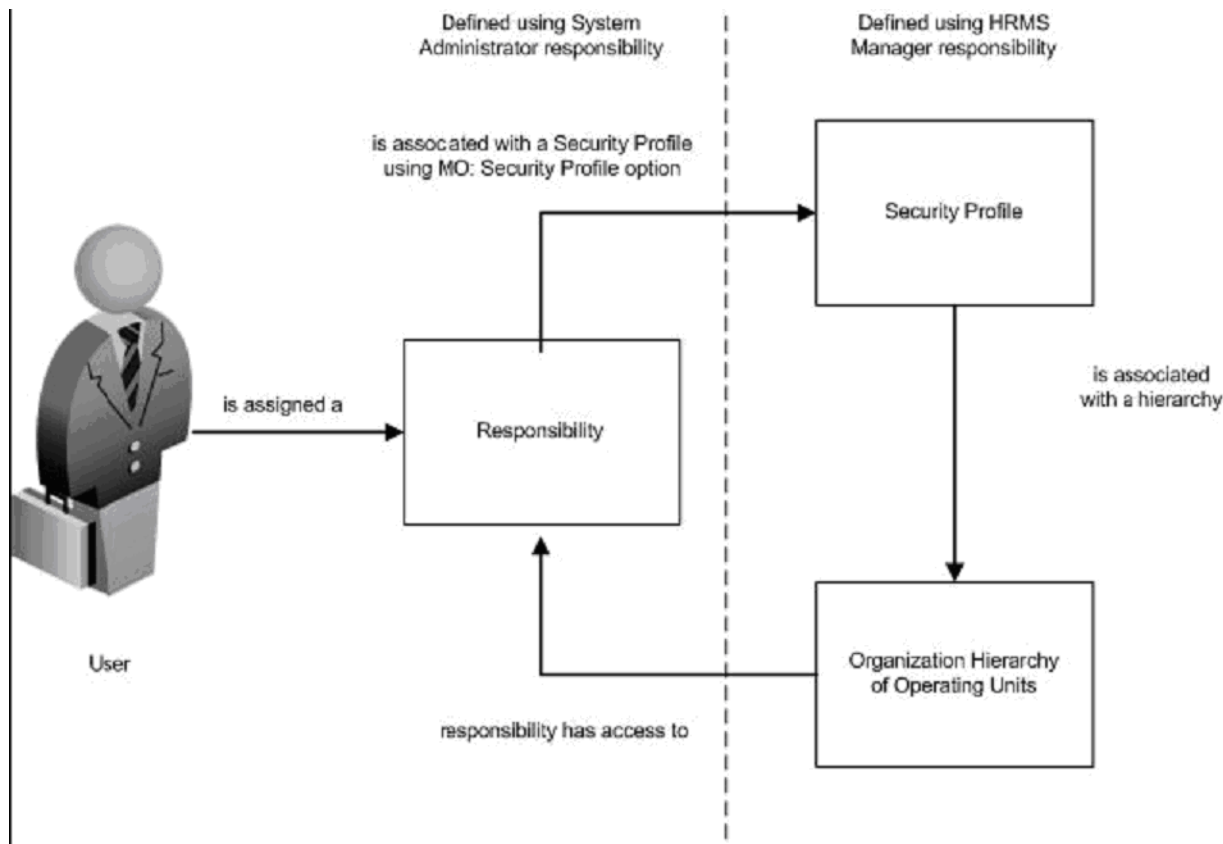 Defined using System
Administrator responsibility
Defined using HRMS
Manager responsibility
is assocated with a Security Profile
using MO: Security Profile option
Security Profile
is associated
with a hierarchy
is assigned a
Responsibility
User
Organization Hierarchy
of Operating Units
responsibility has access to